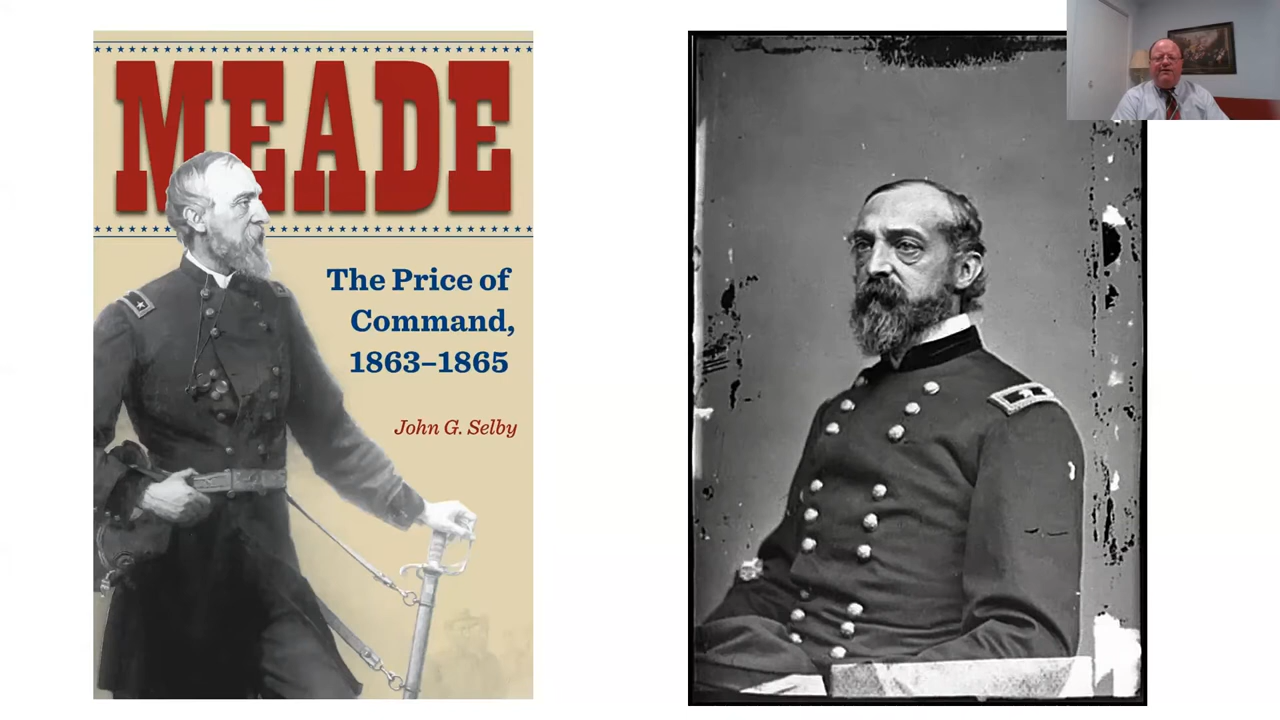 MEADE
The Price of
Command,
1863–1865
John G. Selby